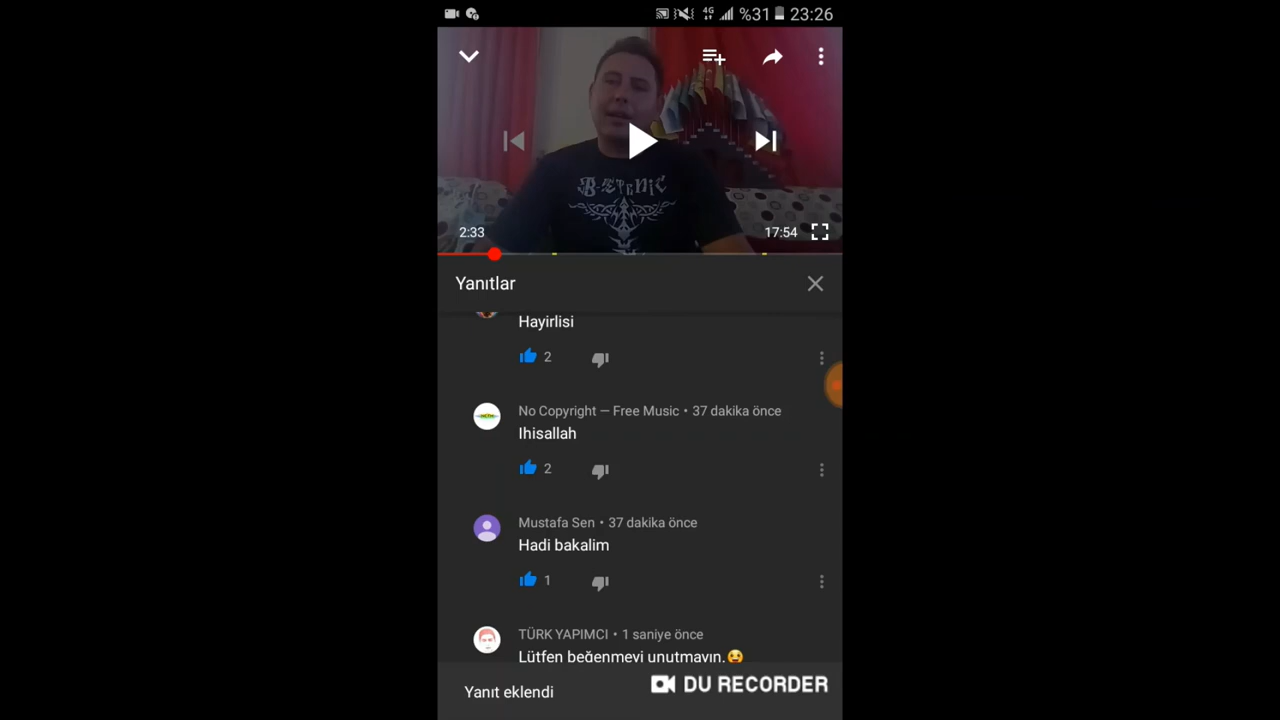 4G %31 23:26
B-ZTENIC
2:33 17:54
Yanıtlar
Hayirlisi
2
No Copyright — Free Music • 37 dakika önce
Ihisallah
2
Mustafa Sen • 37 dakika önce
Hadi bakalim
1
TÜRK YAPIMCI • 1 saniye önce
Lütfen beğenmeyi unutmayın.😉
Yanıt eklendi
DU RECORDER